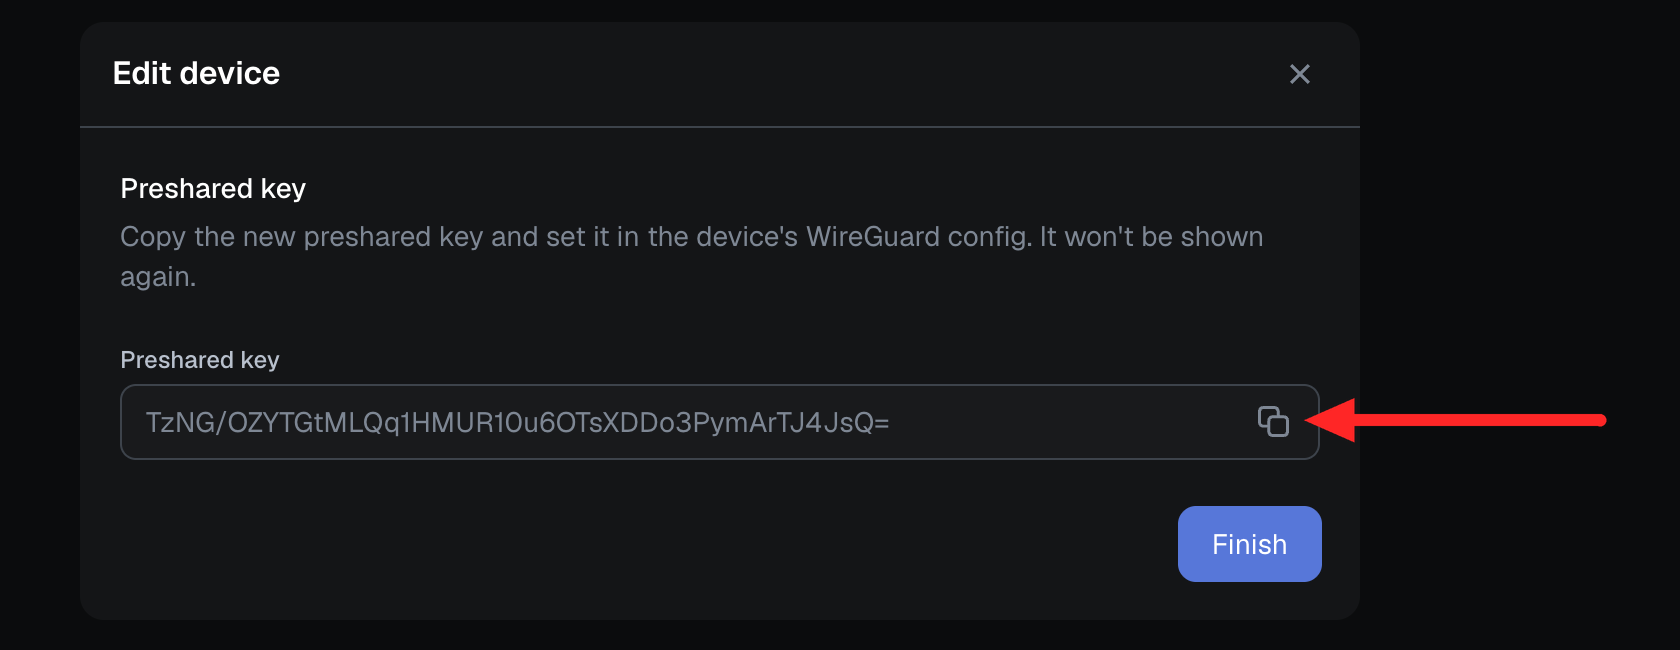 Edit device
Preshared key
Copy the new preshared key and set it in the device's WireGuard config. It won't be shown
again.
Preshared key
TzNG/OZYTGtMLQq1HMUR10u6OTsXDDo3PymArTJ4JsQ=
Finish